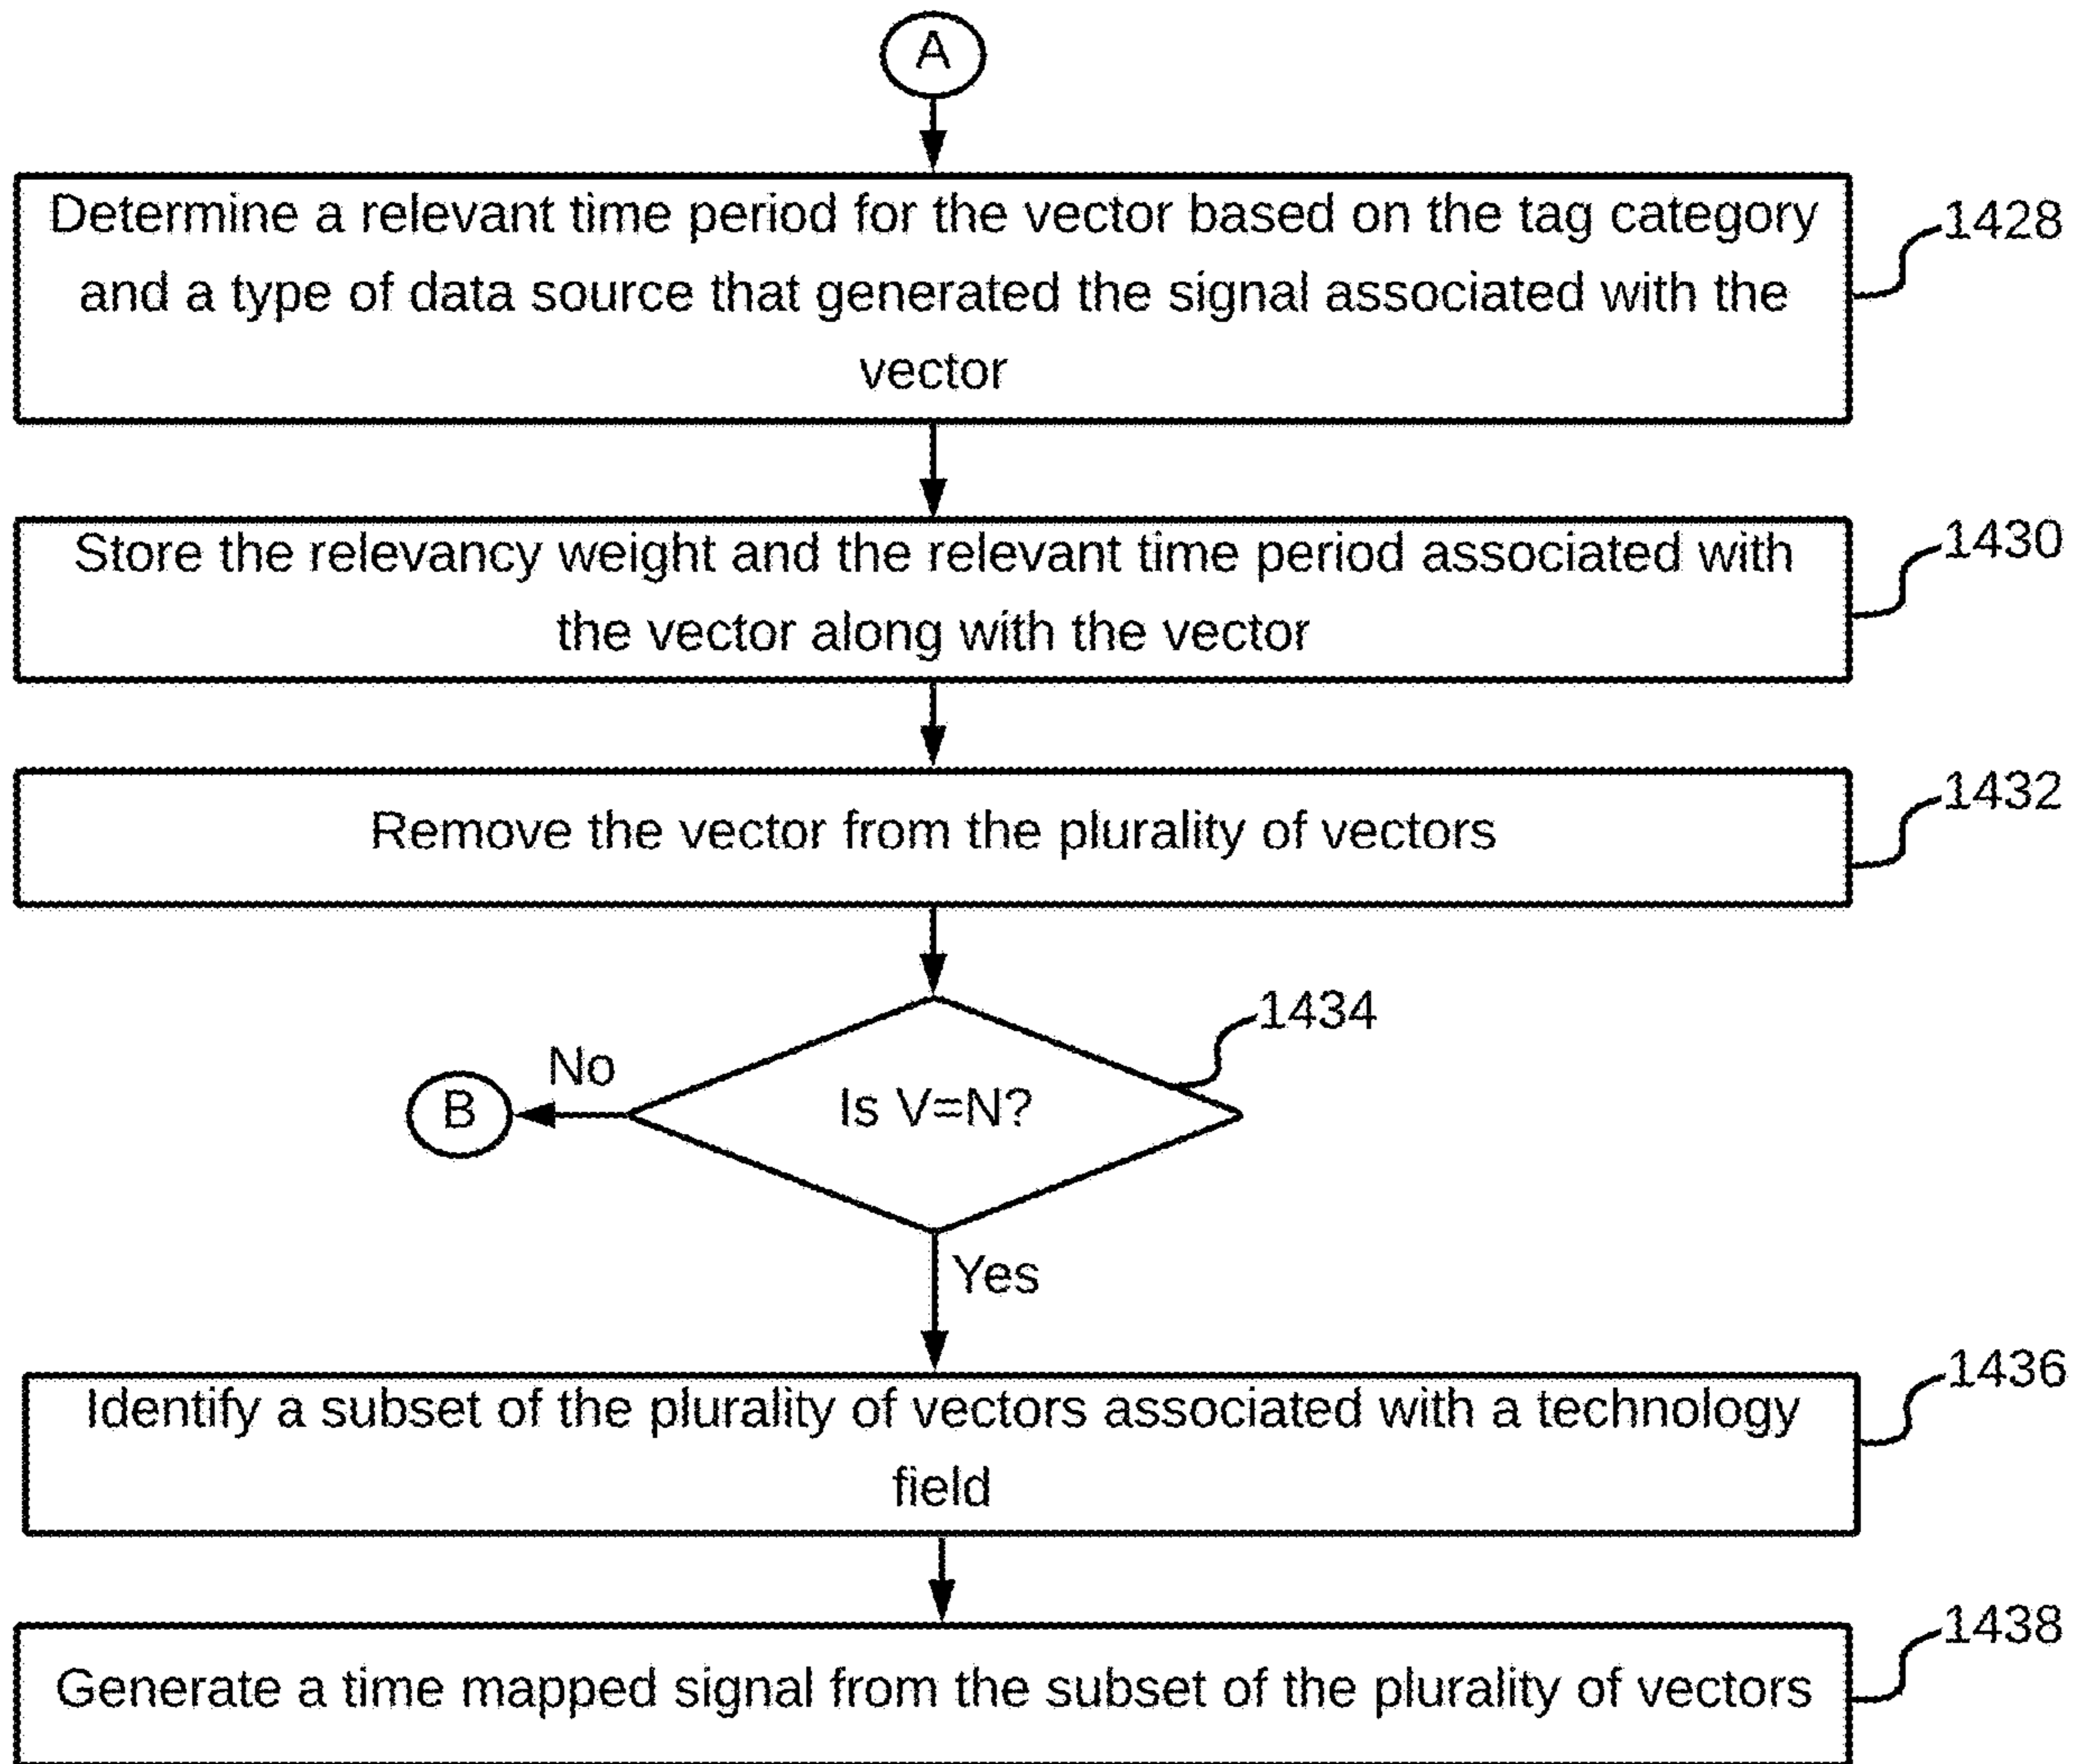 A
Determine a relevant time period for the vector based on the tag category
and a type of data source that generated the signal associated with the
vector
1428
Store the relevancy weight and the relevant time period associated with
the vector along with the vector
1430
Remove the vector from the plurality of vectors
1432
Is V=N?
1434
No
B
Yes
Identify a subset of the plurality of vectors associated with a technology
field
1436
Generate a time mapped signal from the subset of the plurality of vectors
1438